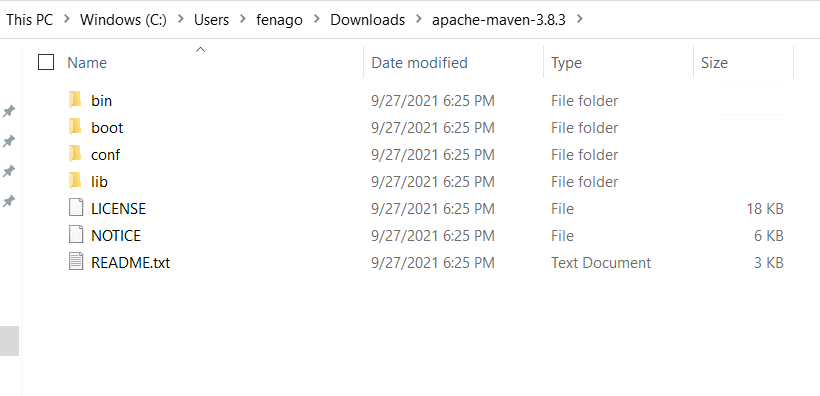 This PC > Windows (C:) > Users > fenago > Downloads > apache-maven-3.8.3 >
Name Date modified Type Size
bin 9/27/2021 6:25 PM File folder
boot 9/27/2021 6:25 PM File folder
conf 9/27/2021 6:25 PM File folder
lib 9/27/2021 6:25 PM File folder
LICENSE 9/27/2021 6:25 PM File 18 KB
NOTICE 9/27/2021 6:25 PM File 6 KB
README.txt 9/27/2021 6:25 PM Text Document 3 KB